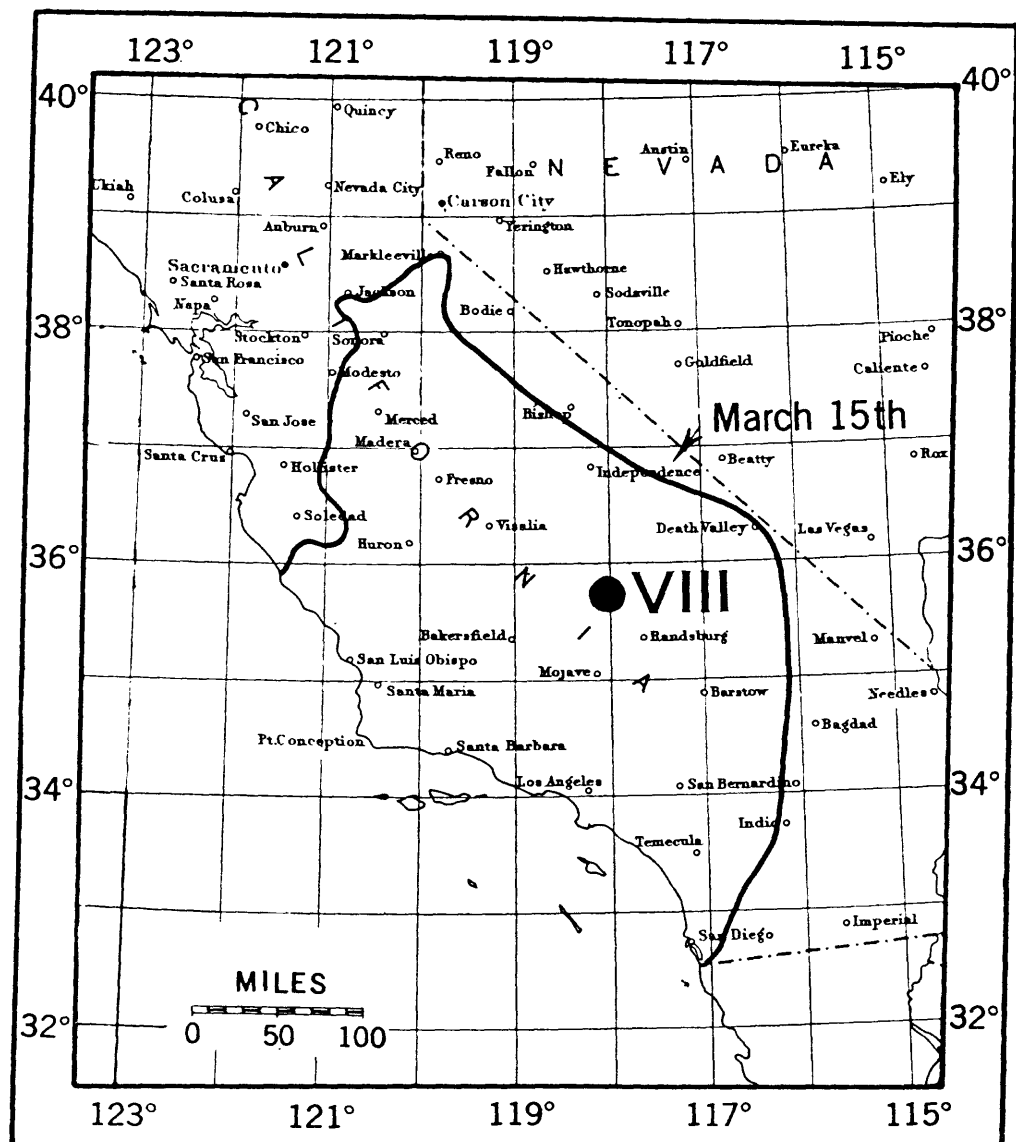 123° 121° 119° 117° 115°
40° 40°
Quincy
Chico
C
Reno
Austin
Eureka
Fallon
N E V A D A
Ely
A
Nevada City
Colusa
Carson City
Auburn
Yerington
L
Markleeville
Sacramento
Hawthorne
Santa Rosa
Jackson
Sodaville
Napa
Bodie
I
Tonopah
38° 38°
Stockton
Sonora
Pioche
San Francisco
Goldfield
Caliente
Modesto
F
Bishop
March 15th
San Jose
Merced
Madera
O
Santa Cruz
Beatty
Rox
Hollister
Independence
Fresno
Soledad
R
Visalia
Death Valley
Las Vegas
Huron
36° 36°
N
VIII
Bakersfield
I
Randsburg
Manvel
San Luis Obispo
Mojave
A
Santa Maria
Barstow
Needles
Bagdad
Pt. Conception
Santa Barbara
Los Angeles
San Bernardino
34° 34°
Indio
Temecula
Imperial
San Diego
MILES
32° 32°
0 50 100
123° 121° 119° 117° 115°